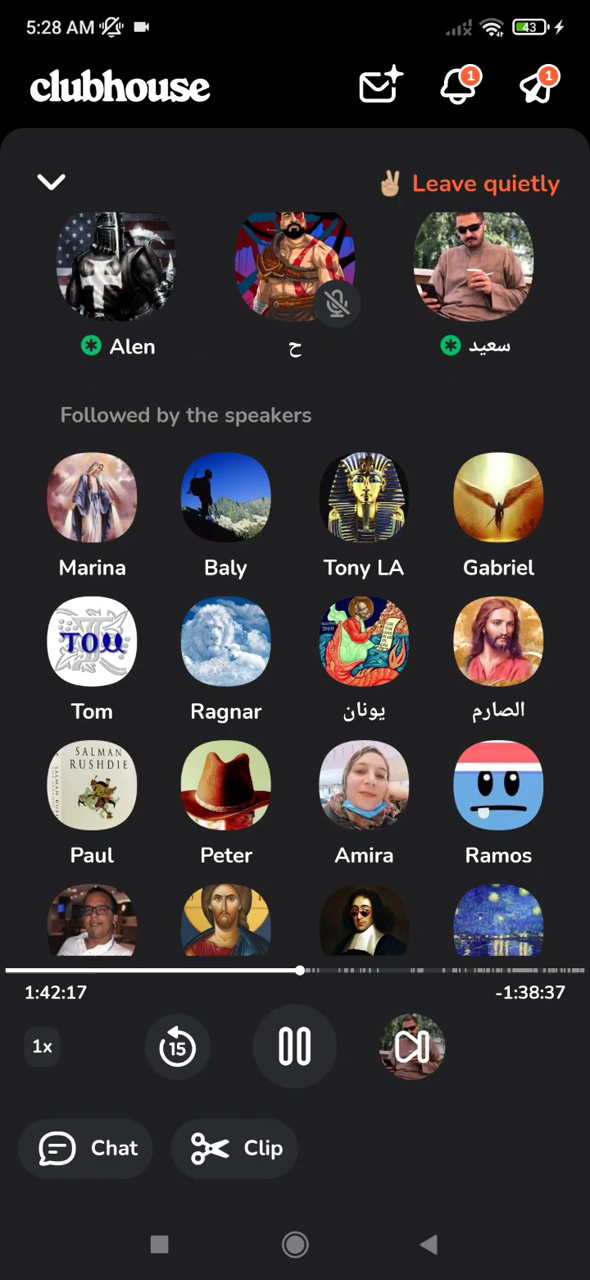 5:28 AM
43
clubhouse
1
1
Leave quietly
Alen
ح
سعيد
Followed by the speakers
Marina
Baly
Tony LA
Gabriel
TOM
Tom
Ragnar
يونان
الصارم
SALMAN
RUSHDIE
Paul
Peter
Amira
Ramos
1:42:17
-1:38:37
1x
15
Chat
Clip